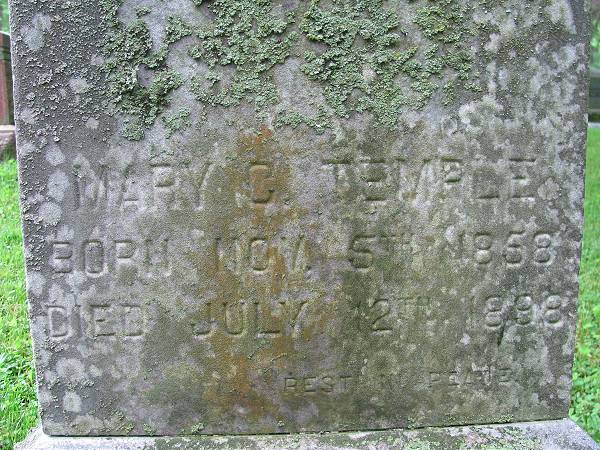 MARY C. TEMPLE
BORN NOV. 5TH 1858
DIED JULY 12TH 1898
REST IN PEACE